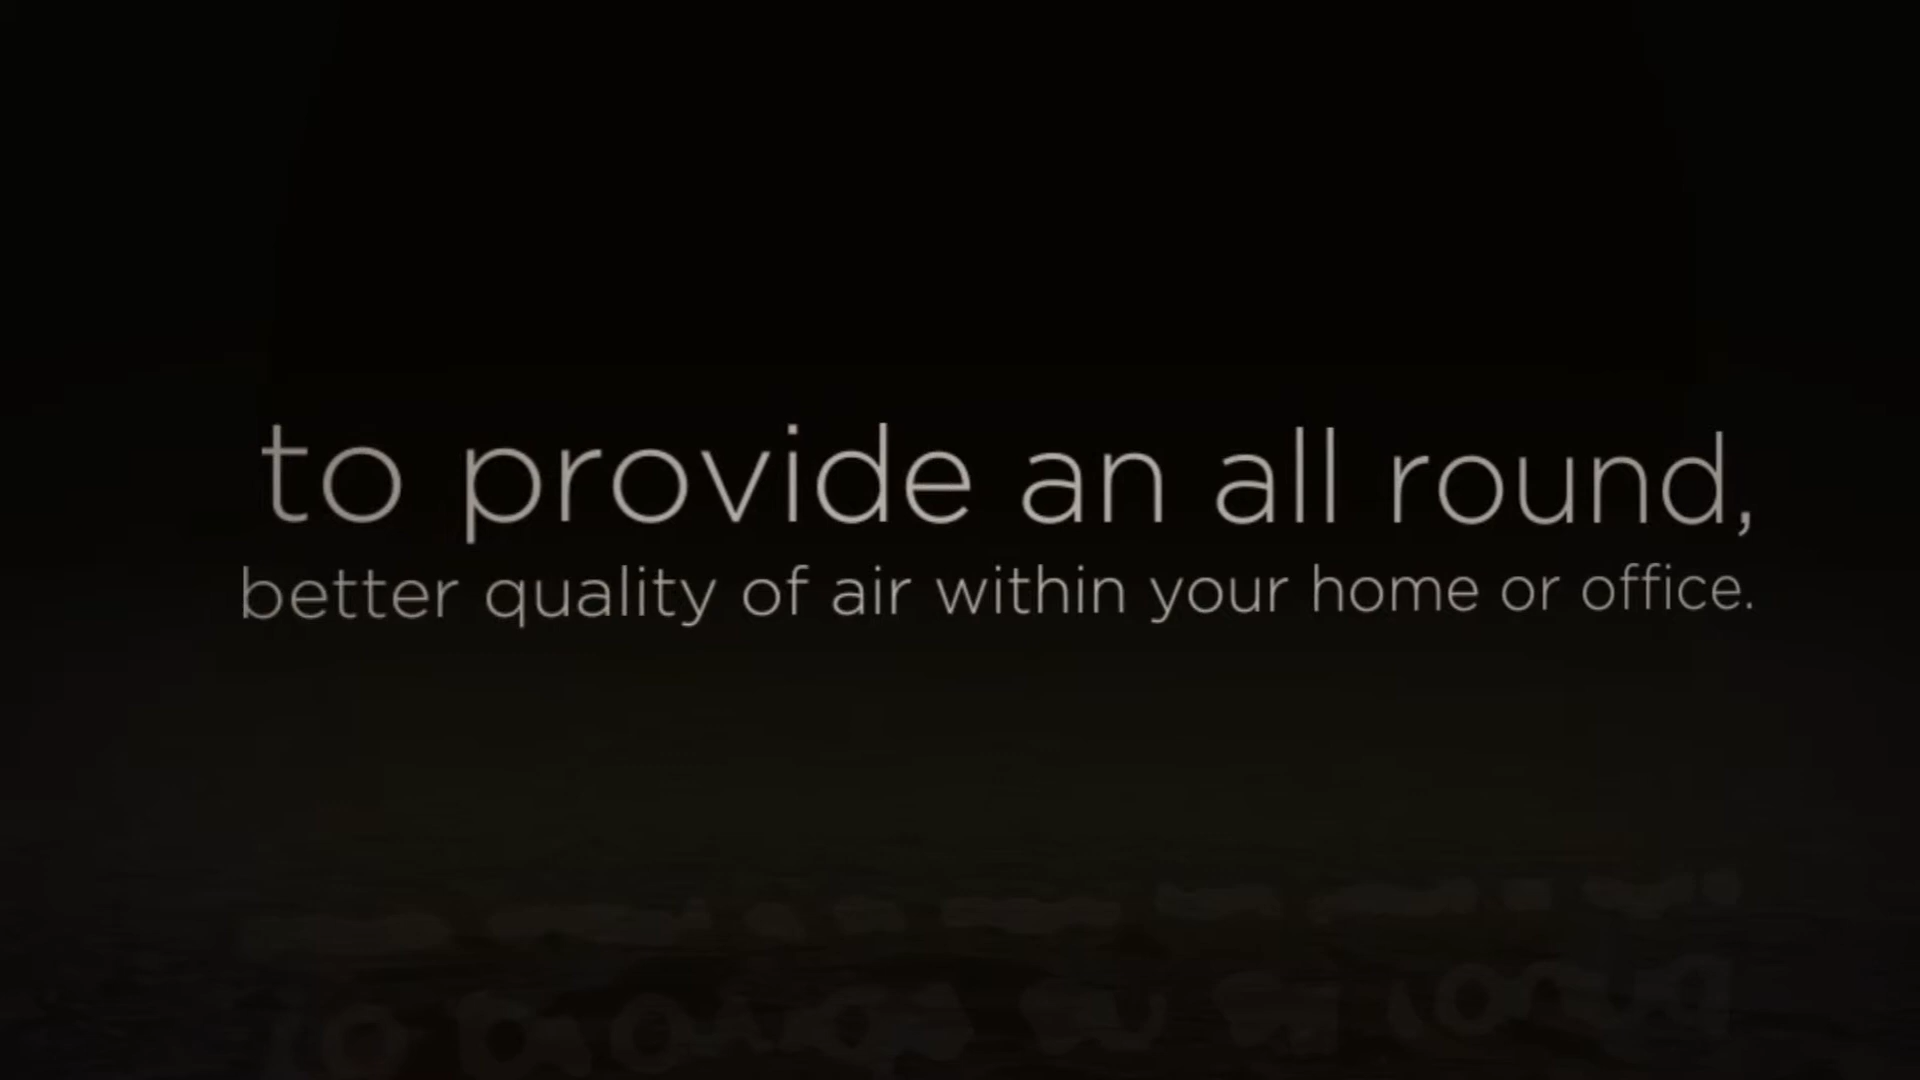 to provide an all round,
better quality of air within your home or office.